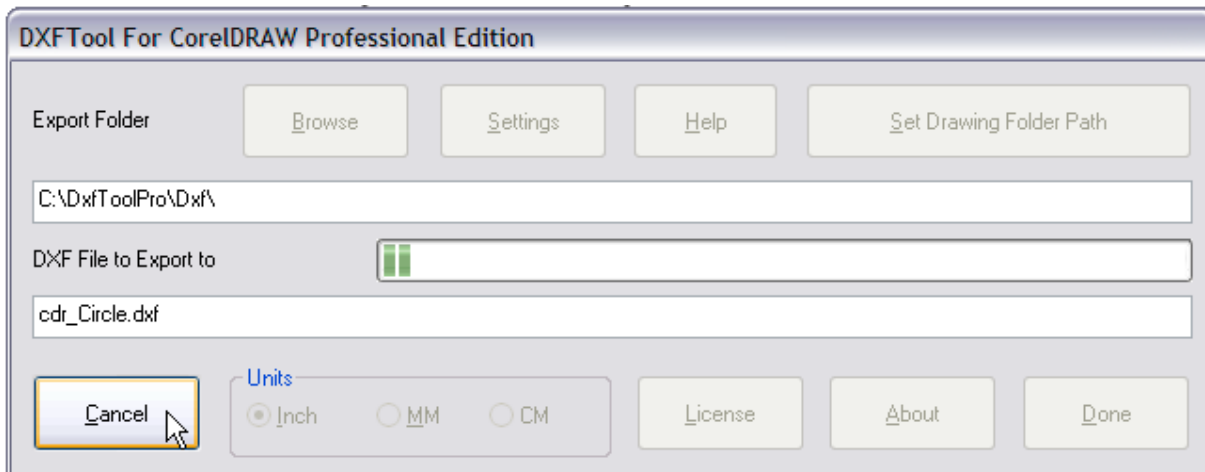 DXFTool For CorelDRAW Professional Edition
Export Folder Browse Settings Help Set Drawing Folder Path
C:\DxfToolPro\Dxf\
DXF File to Export to
cdr_Circle.dxf
Units
Cancel Inch MM CM License About Done